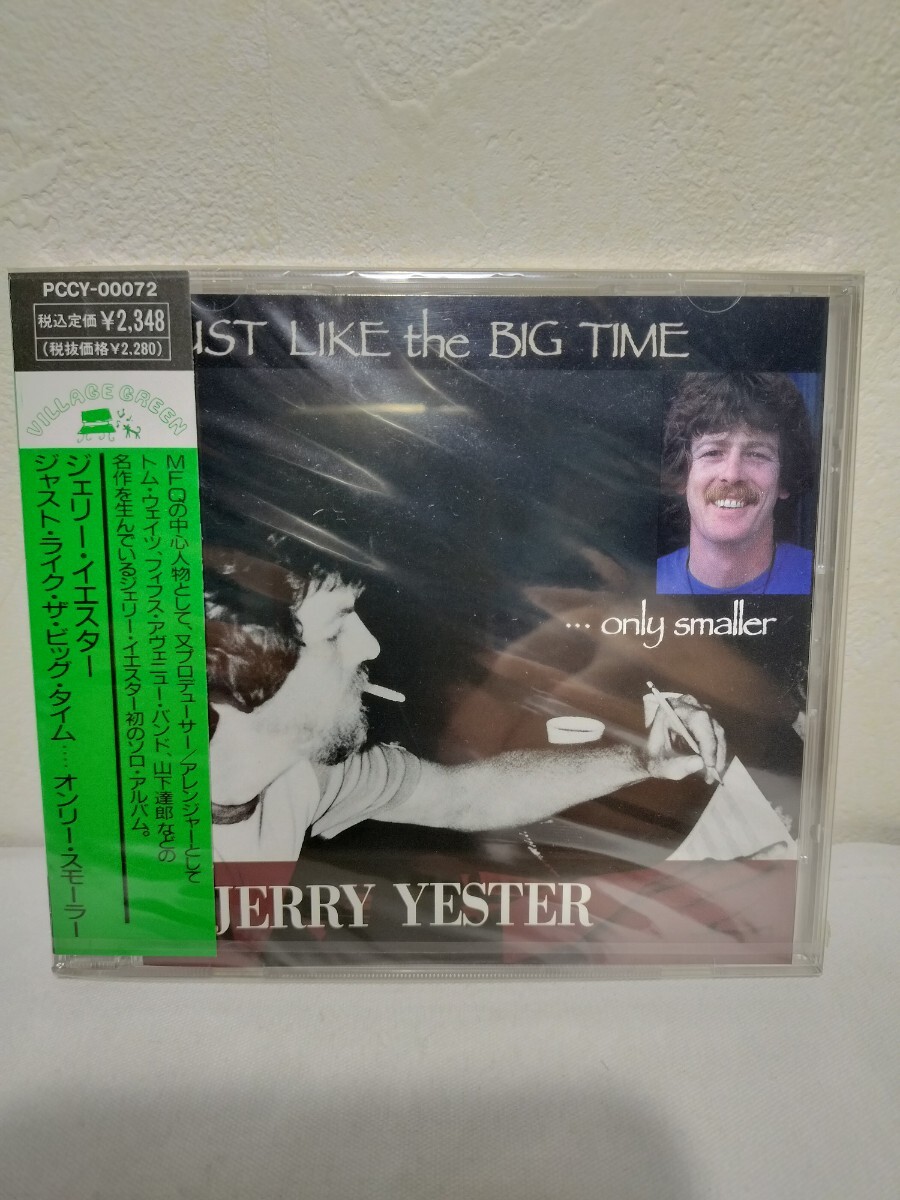 PCCY-00072
税込定価 ¥2,348
(税抜価格¥2,280)
VILLAGE GREEN
MFQの中心人物として、又プロデューサー/アレンジャーとして
トム・ウェイツ、フィフス・アヴェニュー・バンド、山下達郎などの
名作を生んでいるジェリー・イエスター初のソロ・アルバム。
ジェリー・イエスター
ジャスト・ライク・ザ・ビッグ・タイム.....オンリー・スモーラー
UST LIKE the BIG TIME
... only smaller
JERRY YESTER